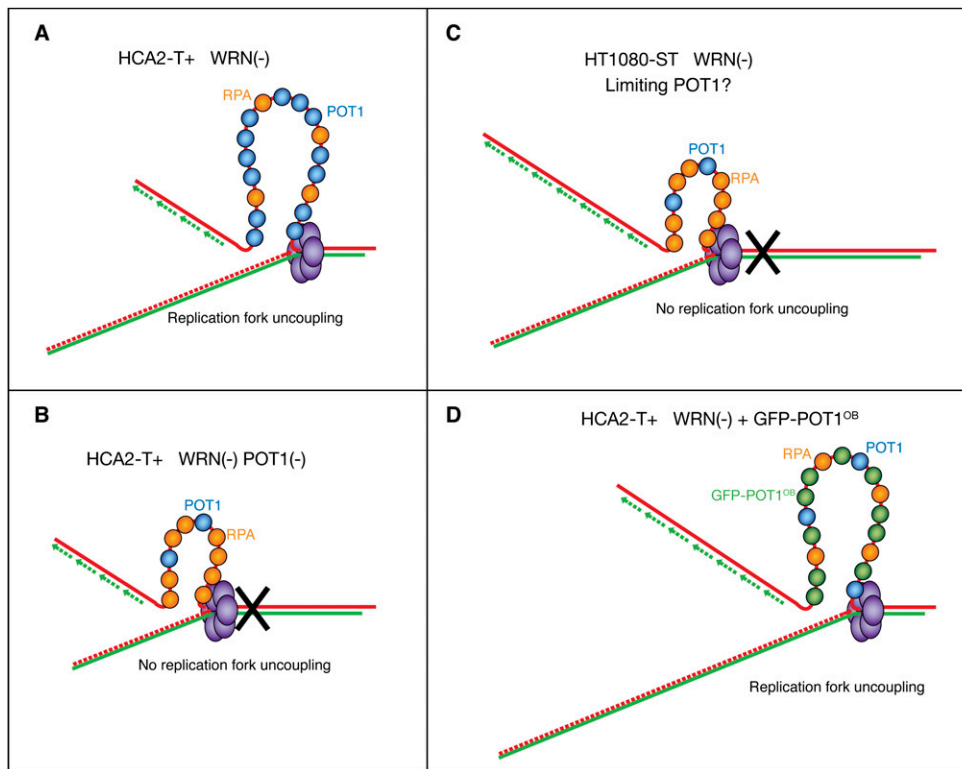 A
HCA2-T+ WRN(-)
RPA
POT1
Replication fork uncoupling
B
HCA2-T+ WRN(-) POT1(-)
POT1
RPA
No replication fork uncoupling
C
HT1080-ST WRN(-)
Limiting POT1?
POT1
RPA
No replication fork uncoupling
D
HCA2-T+ WRN(-) + GFP-POT1ᴼᴮ
RPA
POT1
GFP-POT1ᴼᴮ
Replication fork uncoupling